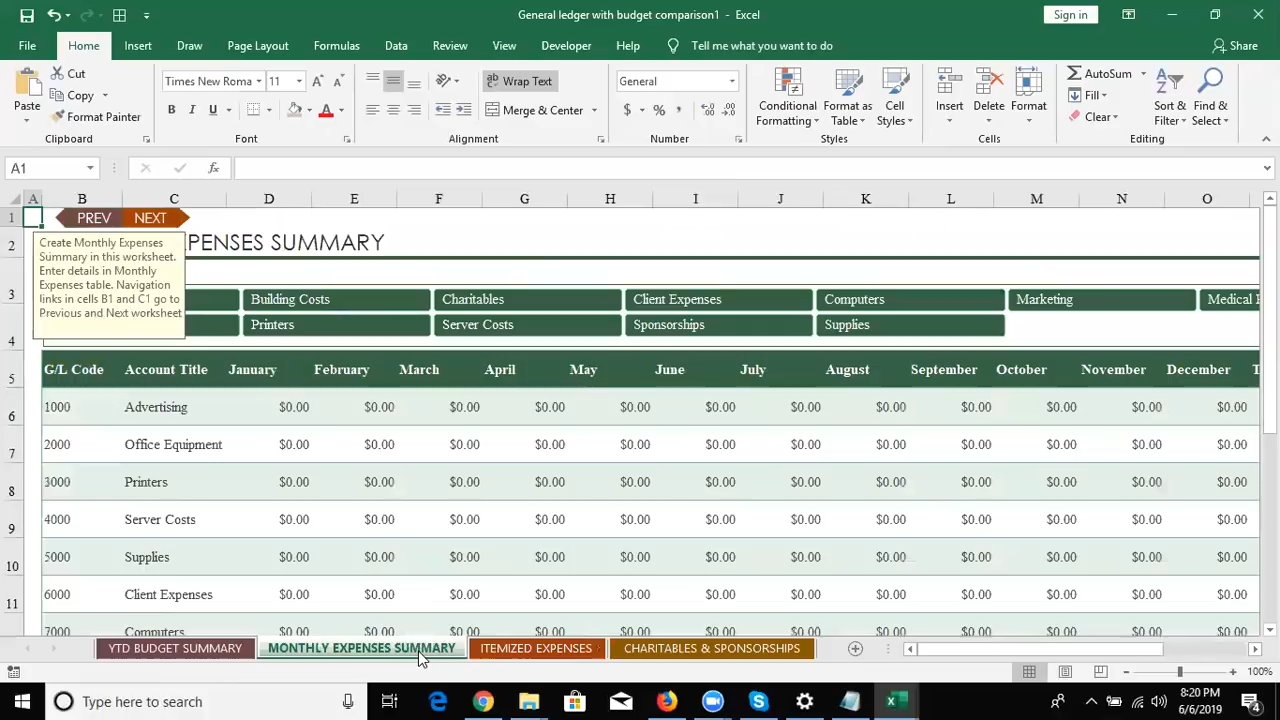 General ledger with budget comparison1 - Excel
Sign in
File Home Insert Draw Page Layout Formulas Data Review View Developer Help Tell me what you want to do Share
Paste
Cut
Copy
Format Painter
Clipboard
Times New Roma 11
B I U
Font
Wrap Text
Merge & Center
Alignment
General
$ % ,
Number
Conditional Formatting
Format as Table
Cell Styles
Styles
Insert Delete Format
Cells
AutoSum
Fill
Clear
Sort & Filter
Find & Select
Editing
A1
fx
A B C D E F G H I J K L M N O
1 PREV NEXT
2 PENSES SUMMARY
Create Monthly Expenses
Summary in this worksheet.
Enter details in Monthly
Expenses table. Navigation
links in cells B1 and C1 go to
Previous and Next worksheet
3 Building Costs Charitables Client Expenses Computers Marketing Medical
4 Printers Server Costs Sponsorships Supplies
5 G/L Code Account Title January February March April May June July August September October November December
6 1000 Advertising $0.00 $0.00 $0.00 $0.00 $0.00 $0.00 $0.00 $0.00 $0.00 $0.00 $0.00 $0.00
7 2000 Office Equipment $0.00 $0.00 $0.00 $0.00 $0.00 $0.00 $0.00 $0.00 $0.00 $0.00 $0.00 $0.00
8 3000 Printers $0.00 $0.00 $0.00 $0.00 $0.00 $0.00 $0.00 $0.00 $0.00 $0.00 $0.00 $0.00
9 4000 Server Costs $0.00 $0.00 $0.00 $0.00 $0.00 $0.00 $0.00 $0.00 $0.00 $0.00 $0.00 $0.00
10 5000 Supplies $0.00 $0.00 $0.00 $0.00 $0.00 $0.00 $0.00 $0.00 $0.00 $0.00 $0.00 $0.00
11 6000 Client Expenses $0.00 $0.00 $0.00 $0.00 $0.00 $0.00 $0.00 $0.00 $0.00 $0.00 $0.00 $0.00
7000 Computers $0.00 $0.00 $0.00 $0.00 $0.00 $0.00 $0.00 $0.00 $0.00 $0.00 $0.00 $0.00
YTD BUDGET SUMMARY MONTHLY EXPENSES SUMMARY ITEMIZED EXPENSES CHARITABLES & SPONSORSHIPS
100%
Type here to search
8:20 PM
6/6/2019
4